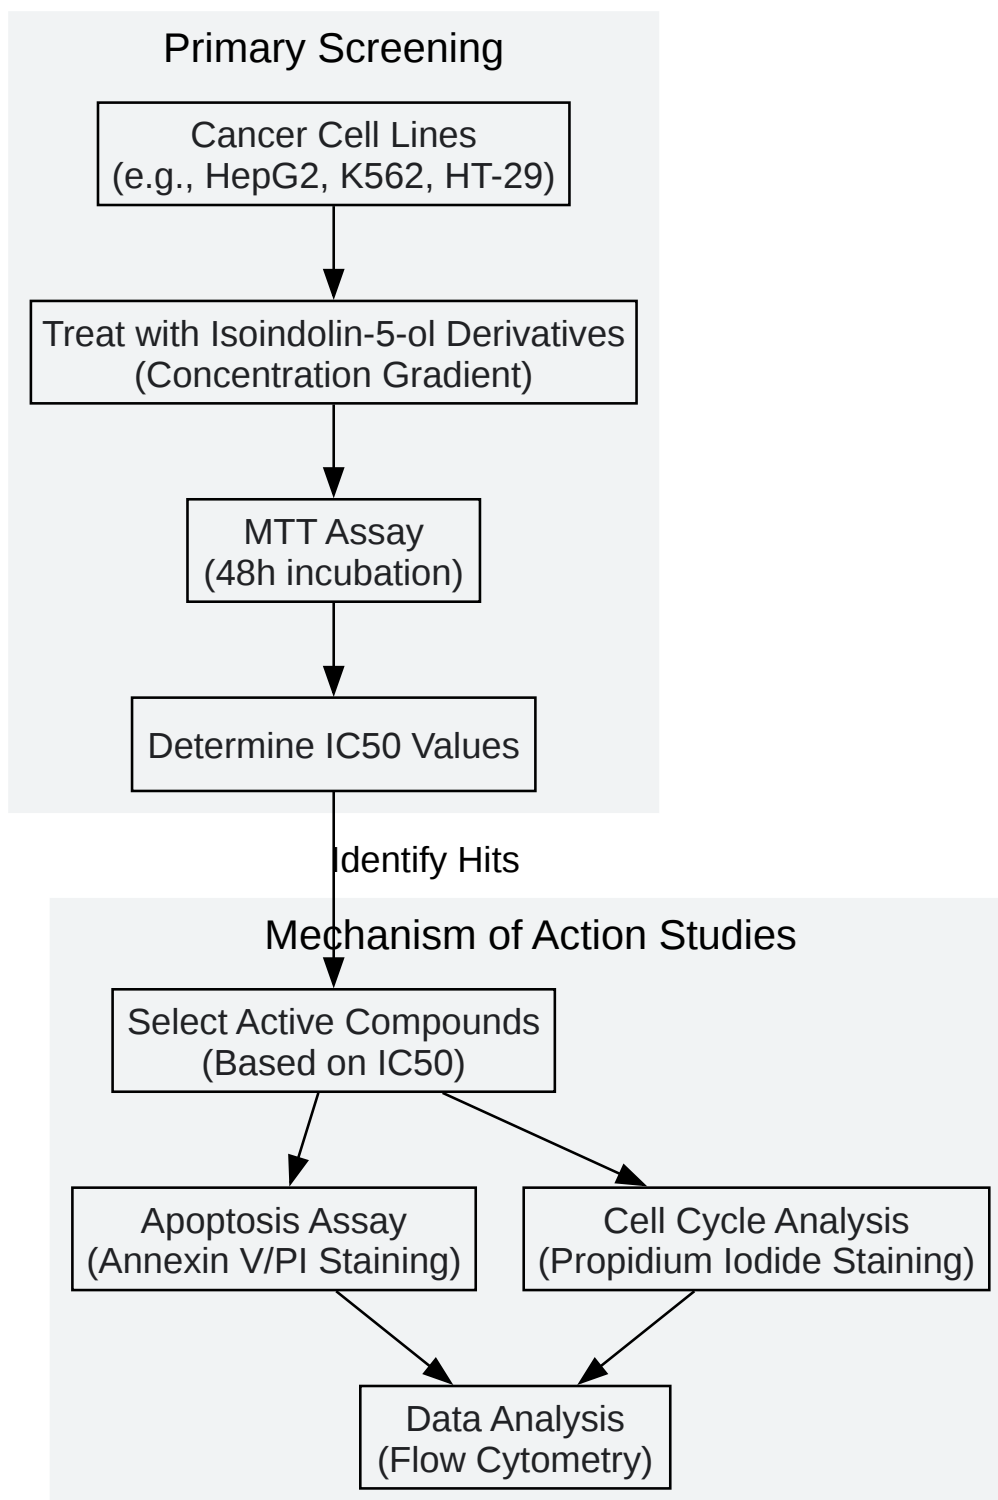 Primary Screening
Cancer Cell Lines
(e.g., HepG2, K562, HT-29)
Treat with Isoindolin-5-ol Derivatives
(Concentration Gradient)
MTT Assay
(48h incubation)
Determine IC50 Values
Identify Hits
Mechanism of Action Studies
Select Active Compounds
(Based on IC50)
Apoptosis Assay
(Annexin V/PI Staining)
Cell Cycle Analysis
(Propidium Iodide Staining)
Data Analysis
(Flow Cytometry)